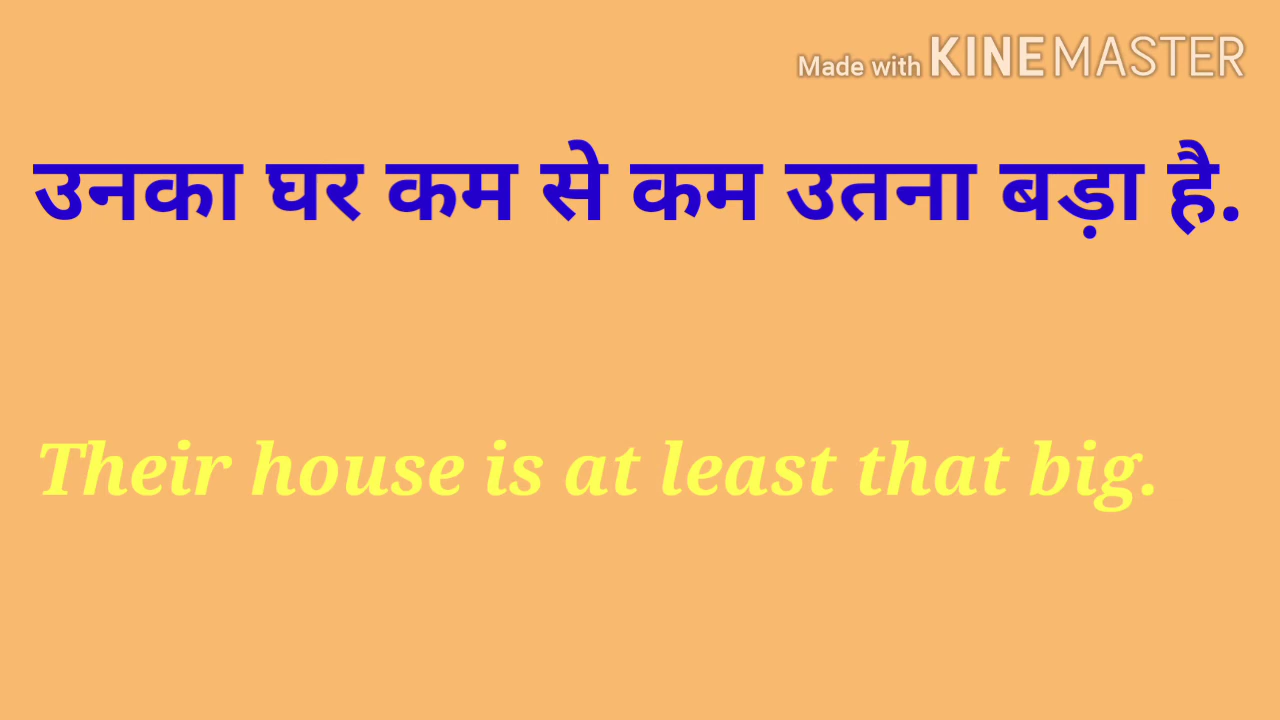 Made with KINEMASTER
उनका घर कम से कम उतना बड़ा है.
Their house is at least that big.